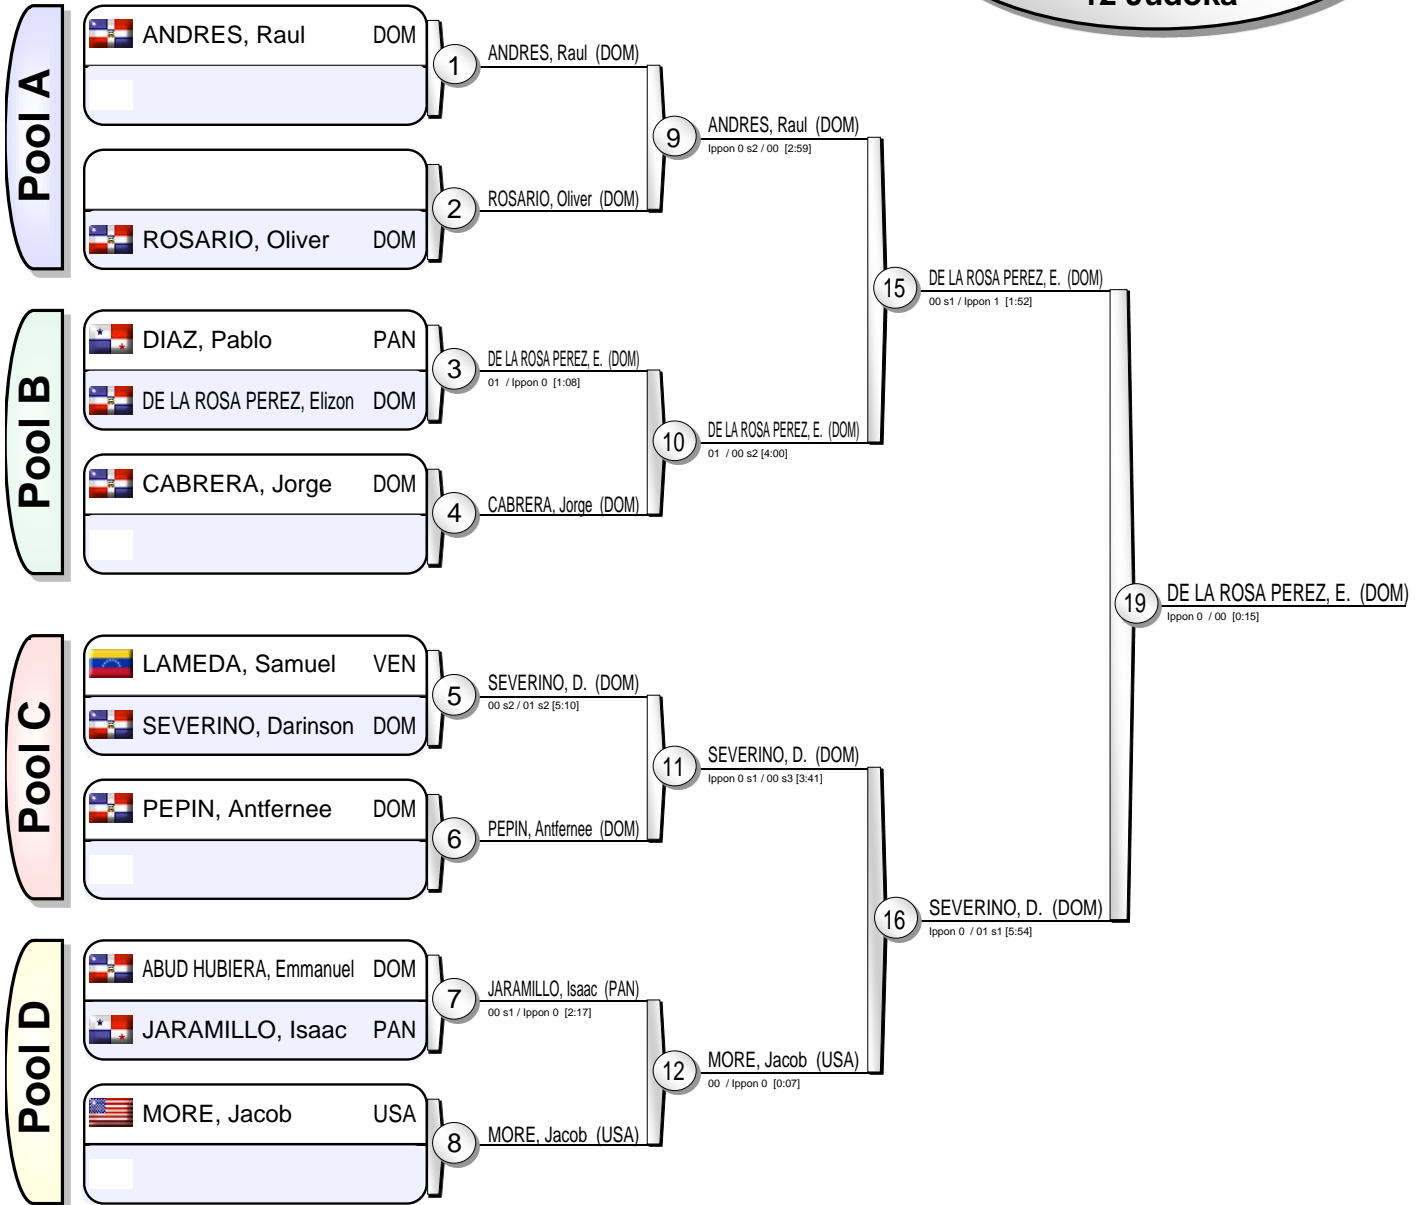 12 Judoka
Pool A
ANDRES, Raul DOM
ROSARIO, Oliver DOM
1
ANDRES, Raul (DOM)
2
ROSARIO, Oliver (DOM)
9
ANDRES, Raul (DOM)
Ippon 0 s2 / 00 [2:59]
Pool B
DIAZ, Pablo PAN
DE LA ROSA PEREZ, Elizon DOM
CABRERA, Jorge DOM
3
DE LA ROSA PEREZ, E. (DOM)
01 / Ippon 0 [1:08]
4
CABRERA, Jorge (DOM)
10
DE LA ROSA PEREZ, E. (DOM)
01 / 00 s2 [4:00]
15
DE LA ROSA PEREZ, E. (DOM)
00 s1 / Ippon 1 [1:52]
Pool C
LAMEDA, Samuel VEN
SEVERINO, Darinson DOM
PEPIN, Antfernee DOM
5
SEVERINO, D. (DOM)
00 s2 / 01 s2 [5:10]
6
PEPIN, Antfernee (DOM)
11
SEVERINO, D. (DOM)
Ippon 0 s1 / 00 s3 [3:41]
Pool D
ABUD HUBIERA, Emmanuel DOM
JARAMILLO, Isaac PAN
MORE, Jacob USA
7
JARAMILLO, Isaac (PAN)
00 s1 / Ippon 0 [2:17]
8
MORE, Jacob (USA)
12
MORE, Jacob (USA)
00 / Ippon 0 [0:07]
16
SEVERINO, D. (DOM)
Ippon 0 / 01 s1 [5:54]
19
DE LA ROSA PEREZ, E. (DOM)
Ippon 0 / 00 [0:15]